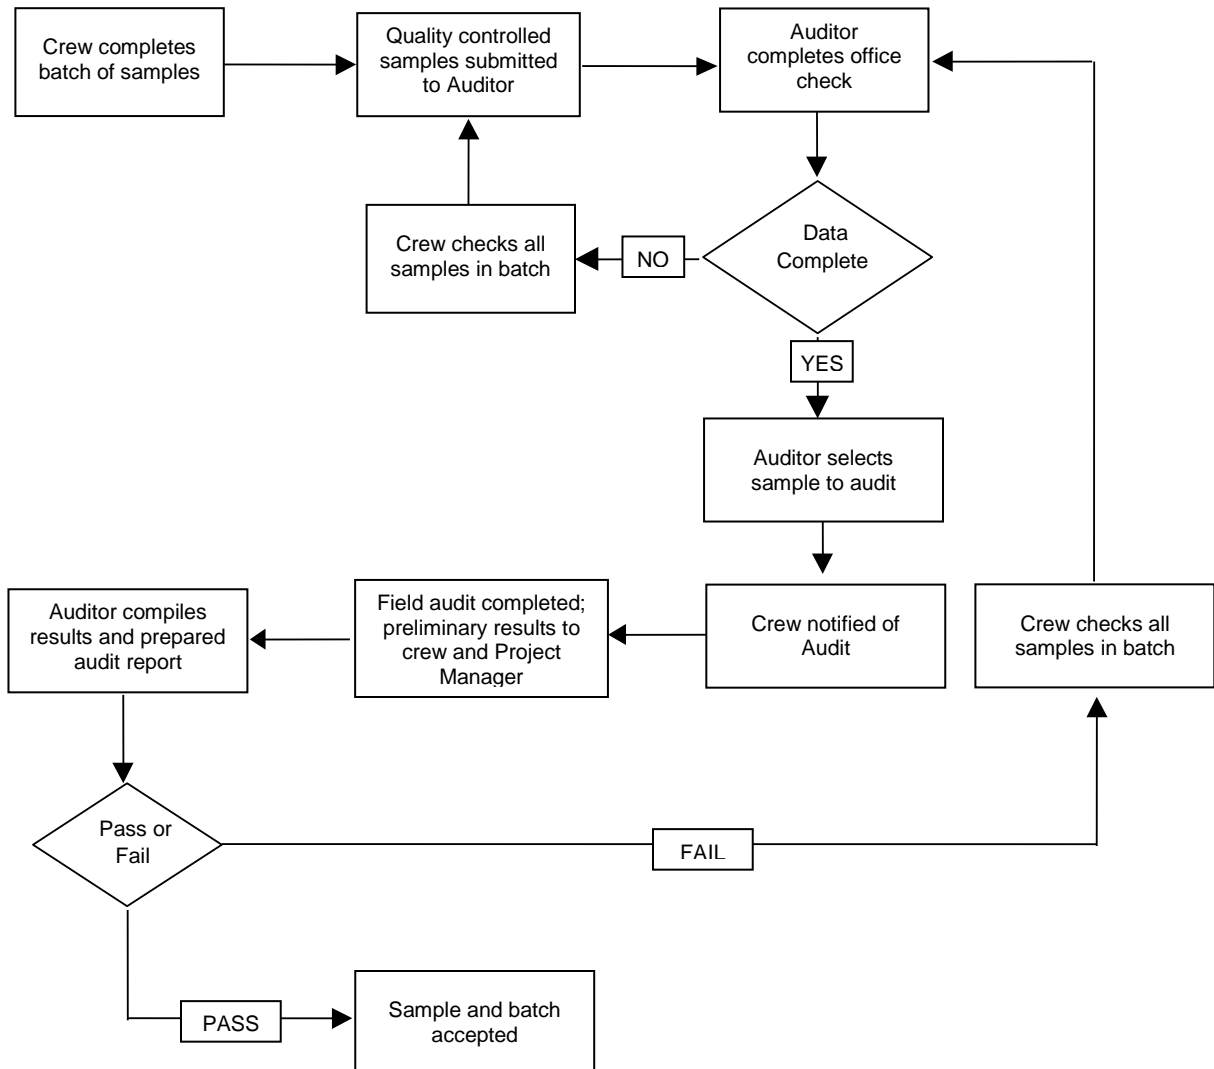 Crew completes
batch of samples
Quality controlled
samples submitted
to Auditor
Auditor
completes office
check
Crew checks all
samples in batch
NO
Data
Complete
YES
Auditor selects
sample to audit
Auditor compiles
results and prepared
audit report
Field audit completed;
preliminary results to
crew and Project
Manager
Crew notified of
Audit
Crew checks all
samples in batch
Pass or
Fail
FAIL
PASS
Sample and batch
accepted